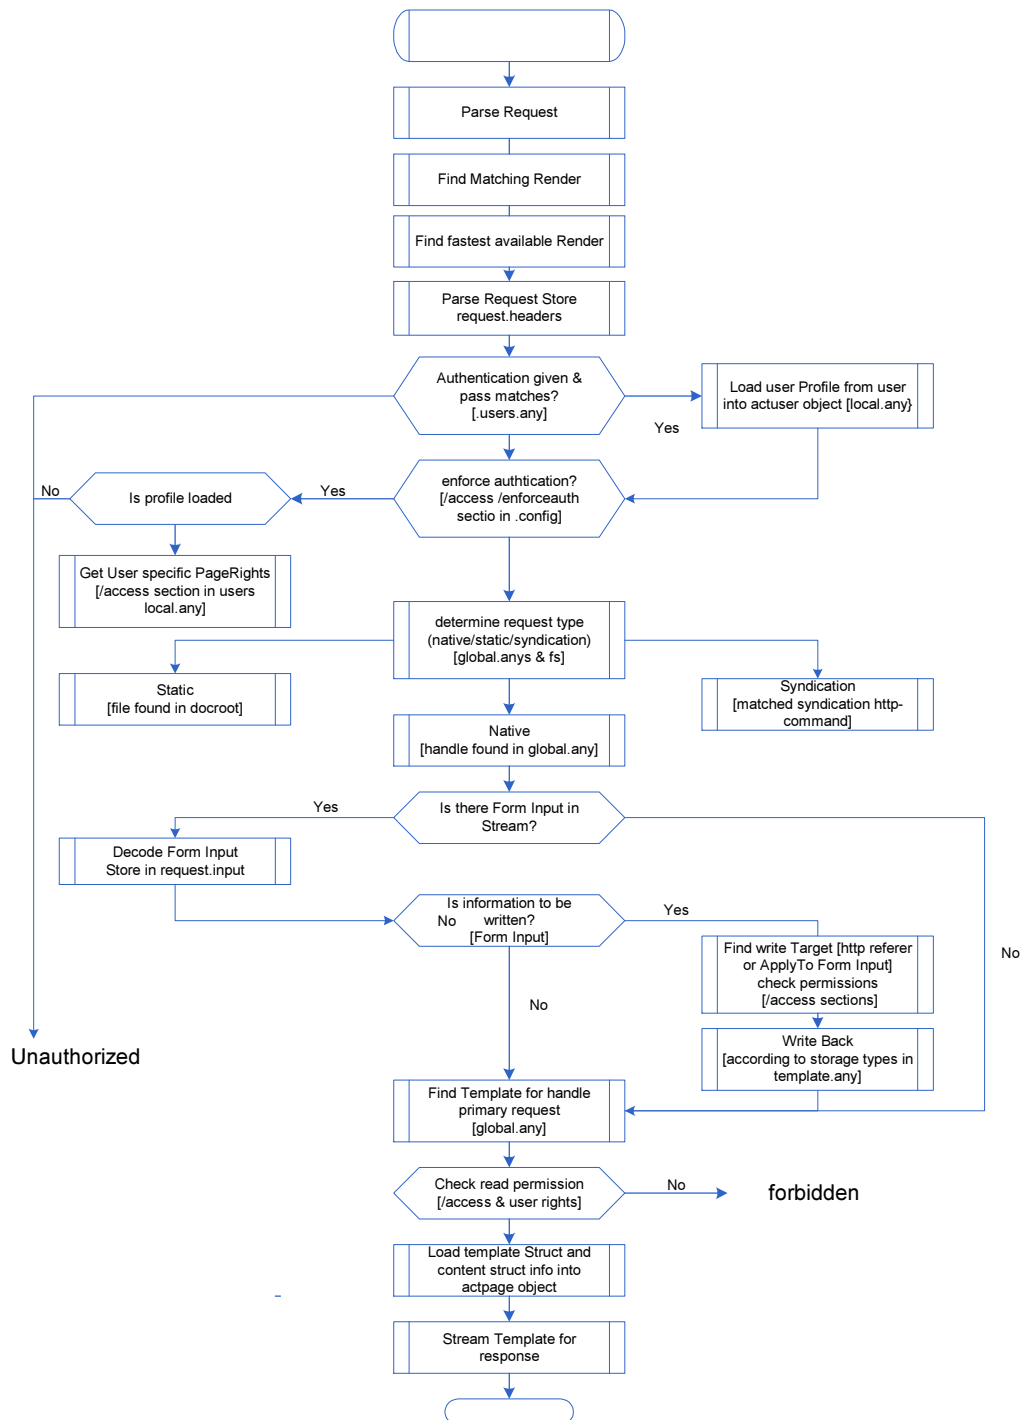 Parse Request
Find Matching Render
Find fastest available Render
Parse Request Store
request.headers
Authentication given &
pass matches?
[.users.any]
Load user Profile from user
into actuser object [local.any}
Yes
No
Is profile loaded
Yes
enforce authtication?
[/access /enforceauth
sectio in .config]
Get User specific PageRights
[/access section in users
local.any]
determine request type
(native/static/syndication)
[global.anys & fs]
Static
[file found in docroot]
Syndication
[matched syndication http-
command]
Native
[handle found in global.any]
Yes
Is there Form Input in
Stream?
Decode Form Input
Store in request.input
Is information to be
No written?
[Form Input]
Yes
Find write Target [http referer
or ApplyTo Form Input]
check permissions
[/access sections]
No
No
Write Back
[according to storage types in
template.any]
Unauthorized
Find Template for handle
primary request
[global.any]
Check read permission
[/access & user rights]
No
forbidden
Load template Struct and
content struct info into
actpage object
Stream Template for
response